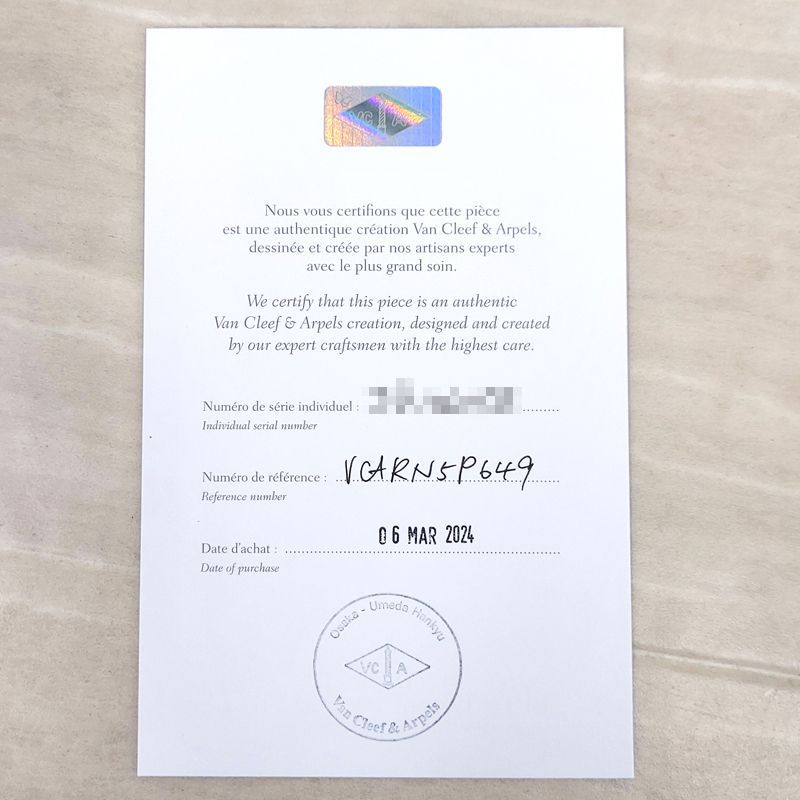 VC A
Nous vous certifions que cette pièce
est une authentique création Van Cleef & Arpels,
dessinée et créée par nos artisans experts
avec le plus grand soin.
We certify that this piece is an authentic
Van Cleef & Arpels creation, designed and created
by our expert craftsmen with the highest care.
Numéro de série individuel :
Individual serial number
Numéro de référence : VCARN5P649
Reference number
Date d'achat : 06 MAR 2024
Date of purchase
Osaka - Umeda Hankyu
VC A
Van Cleef & Arpels